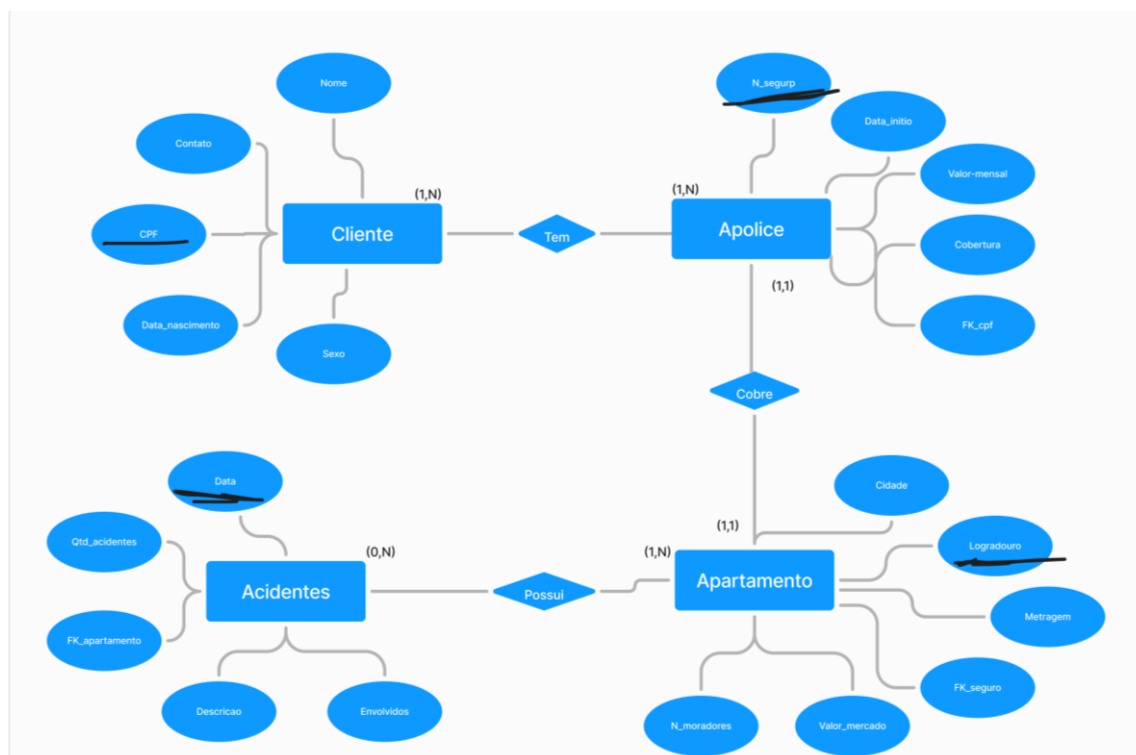 Nome
N_segurp
Data_initio
Contato
Valor-mensal
(1,N)
(1,N)
CPF
Cliente
Tem
Apolice
Cobertura
(1,1)
Data_nascimento
Sexo
FK_cpf
Cobre
Data
Cidade
(1,1)
Qtd_acidentes
(0,N)
(1,N)
Logradouro
Acidentes
Possui
Apartamento
Metragem
FK_apartamento
FK_seguro
Descricao
Envolvidos
N_moradores
Valor_mercado